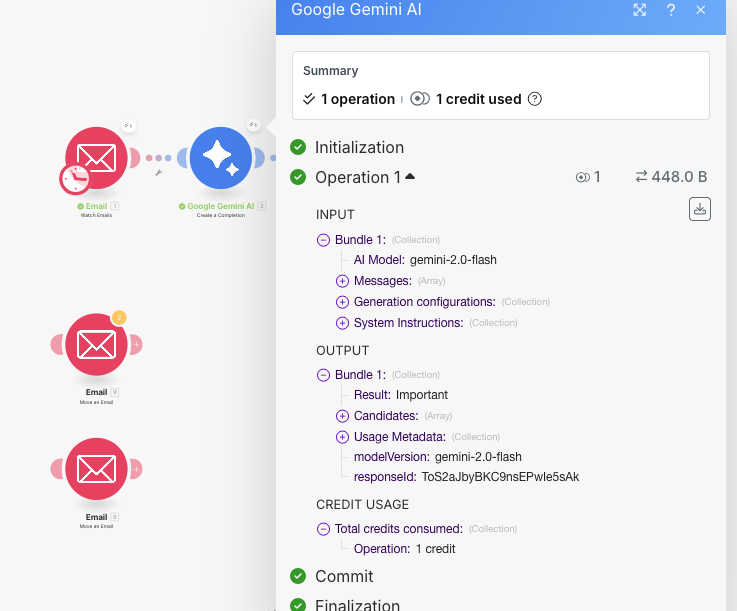 Google Gemini AI
Summary
1 operation
1 credit used
Initialization
Operation 1
1
448.0 B
INPUT
Bundle 1: (Collection)
AI Model: gemini-2.0-flash
Messages: (Array)
Generation configurations: (Collection)
System Instructions: (Collection)
OUTPUT
Bundle 1: (Collection)
Result: Important
Candidates: (Array)
Usage Metadata: (Collection)
modelVersion: gemini-2.0-flash
responseId: ToS2aJbyBKC9nsEPwIe5sAk
CREDIT USAGE
Total credits consumed: (Collection)
Operation: 1 credit
Commit
Finalization
1
Email 1
Watch Emails
1
Google Gemini AI 2
Create a Completion
2
Email 9
Move an Email
Email 8
Move an Email